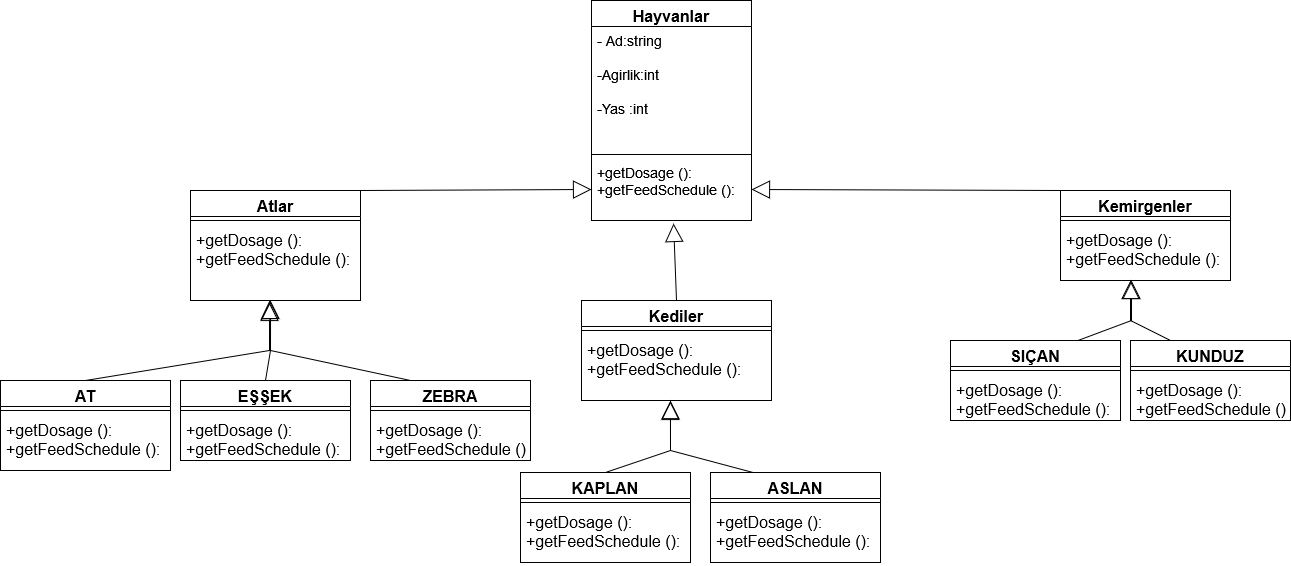 Hayvanlar
- Ad:string
-Agirlik:int
-Yas :int
+getDosage ():
+getFeedSchedule ():
Atlar
+getDosage ():
+getFeedSchedule ():
Kemirgenler
+getDosage ():
+getFeedSchedule ():
Kediler
+getDosage ():
+getFeedSchedule ():
AT
+getDosage ():
+getFeedSchedule ():
EŞŞEK
+getDosage ():
+getFeedSchedule ():
ZEBRA
+getDosage ():
+getFeedSchedule ()
SIÇAN
+getDosage ():
+getFeedSchedule ():
KUNDUZ
+getDosage ():
+getFeedSchedule ()
KAPLAN
+getDosage ():
+getFeedSchedule ():
ASLAN
+getDosage ():
+getFeedSchedule ():